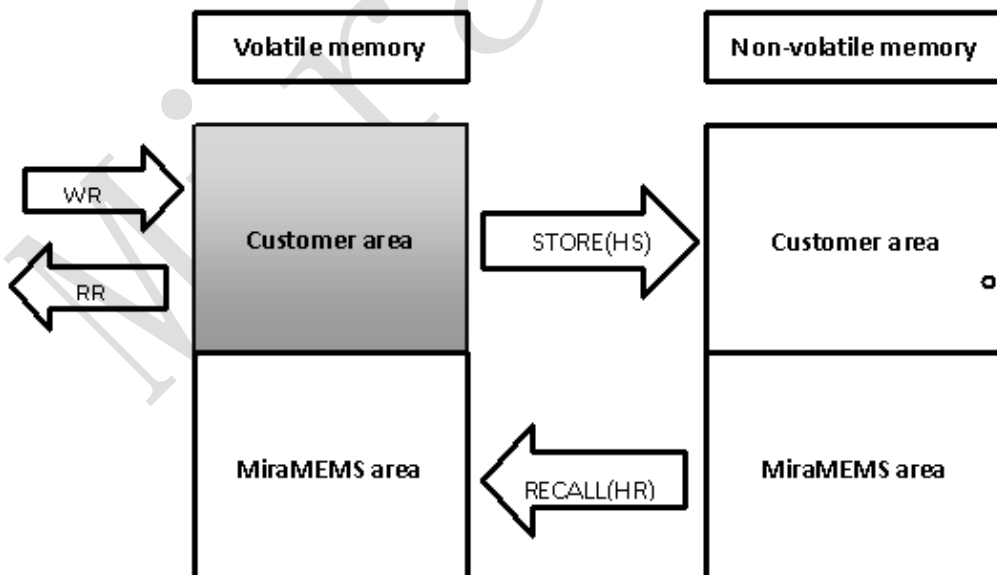 Volatile memory
Non-volatile memory
WR
Customer area
STORE(HS)
Customer area
RR
MiraMEMS area
RECALL(HR)
MiraMEMS area